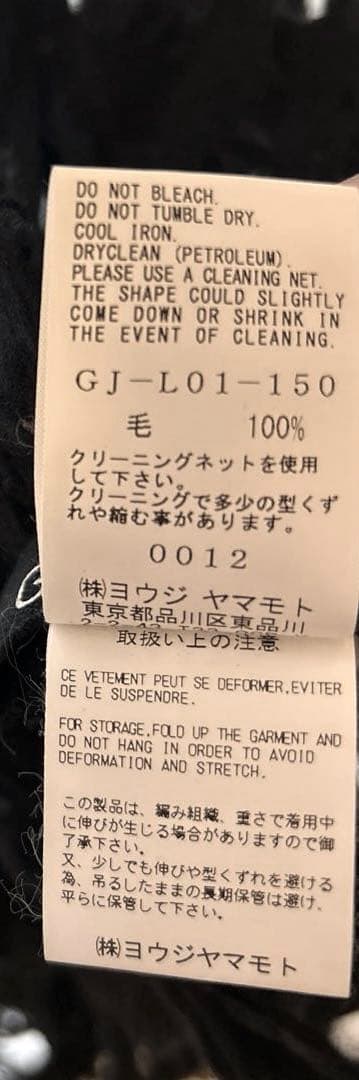 DO NOT BLEACH.
DO NOT TUMBLE DRY.
COOL IRON.
DRYCLEAN (PETROLEUM).
PLEASE USE A CLEANING NET.
THE SHAPE COULD SLIGHTLY
COME DOWN OR SHRINK IN
THE EVENT OF CLEANING.
GJ-L01-150
毛 100%
クリーニングネットを使用
して下さい。
クリーニングで多少の型くず
れや縮む事があります。
0012
(株)ヨウジ ヤマモト
東京都品川区東品川
取扱い上の注意
CE VETEMENT PEUT SE DEFORMER,EVITER
DE LE SUSPENDRE.
FOR STORAGE,FOLD UP THE GARMENT AND
DO NOT HANG IN ORDER TO AVOID
DEFORMATION AND STRETCH.
この製品は、編み組織、重さで着用中
に伸びが生じる場合がありますので御
了承下さい。
又、少しでも伸びや型くずれを避ける
為、吊るしたままの長期保管は避け、
平らに保管して下さい。
(株)ヨウジヤマモト